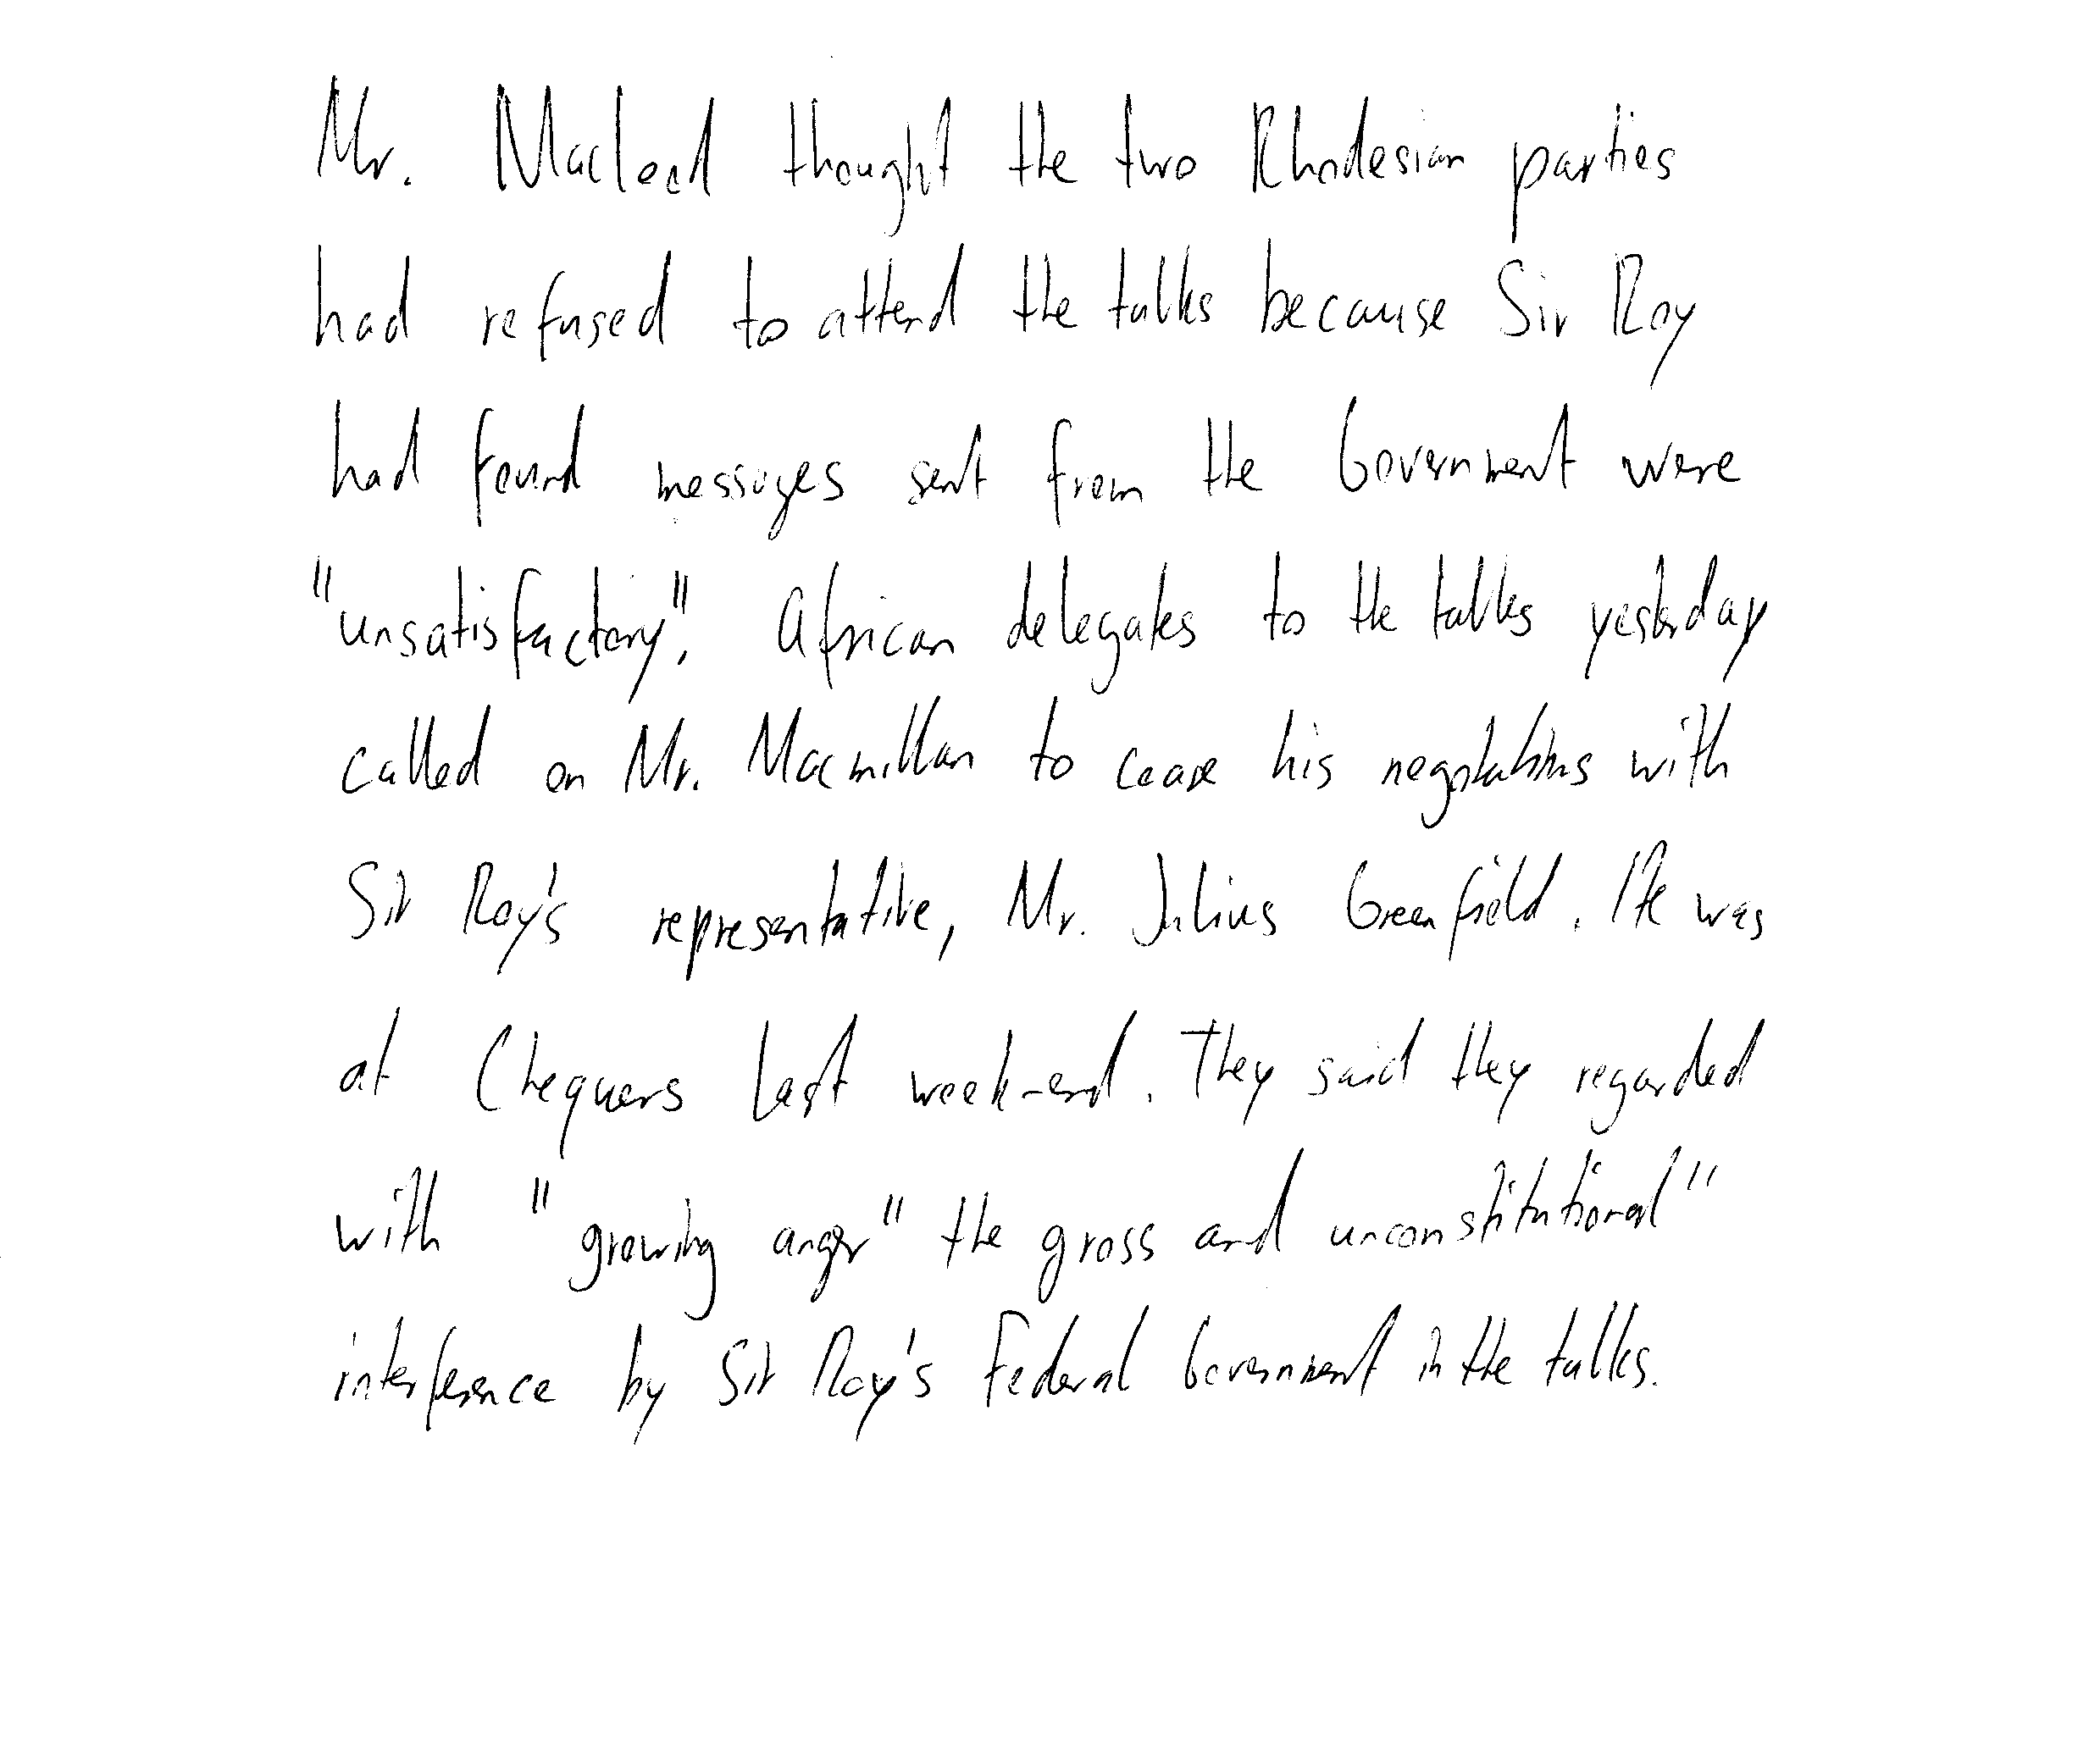 Mr. Macleod thought the two Rhodesian parties
had refused to attend the talks because Sir Roy
had found messages sent from the Government were
"unsatisfactory". African delegates to the talks yesterday
called on Mr. Macmillan to cease his negotiations with
Sir Roy's representative, Mr. Julius Greenfield. He was
at Chequers last week-end. They said they regarded
with "growing anger" the gross and unconstitutional"
interference by Sir Roy's Federal Government in the talks.